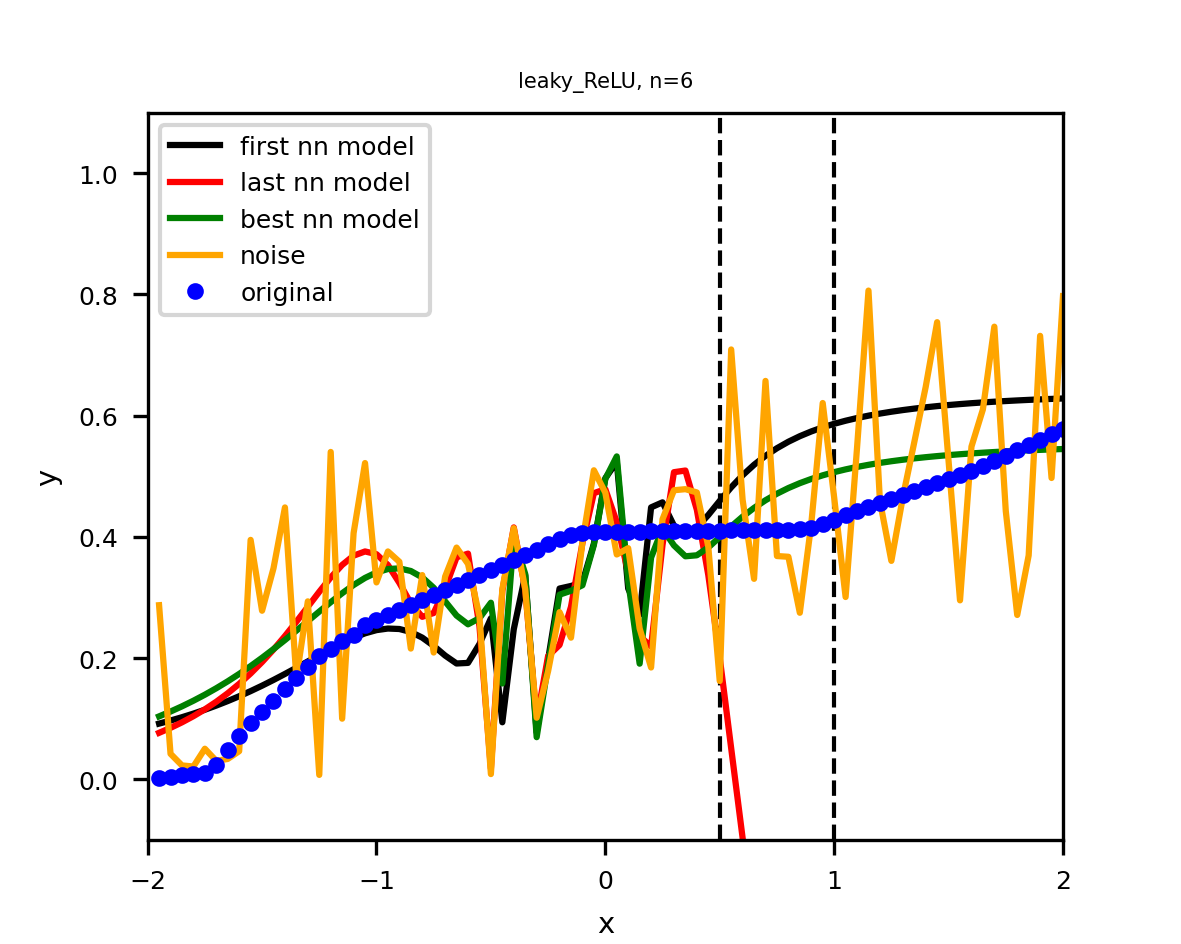 leaky_ReLU, n=6
first nn model
last nn model
best nn model
noise
original
1.0
0.8
0.6
0.4
0.2
0.0
y
−2
−1
0
1
2
x